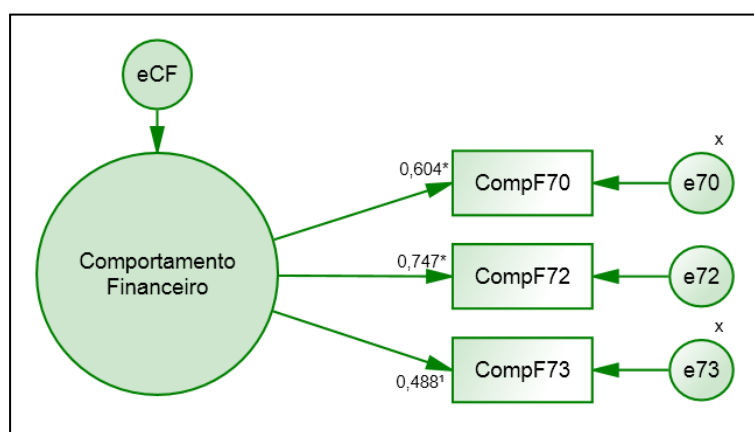 eCF
x
0,604*
CompF70
e70
Comportamento
Financeiro
0,747*
CompF72
e72
x
0,488¹
CompF73
e73